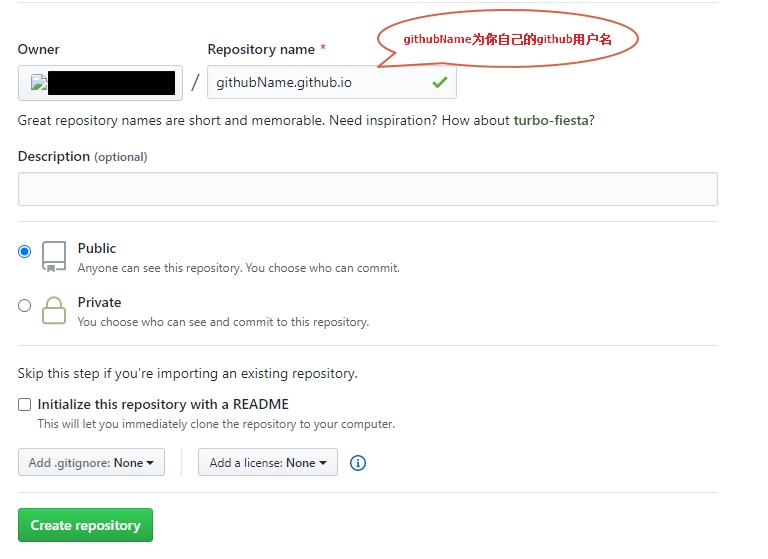 githubName为你自己的github用户名
Owner
Repository name *
/
githubName.github.io
Great repository names are short and memorable. Need inspiration? How about turbo-fiesta?
Description (optional)
Public
Anyone can see this repository. You choose who can commit.
Private
You choose who can see and commit to this repository.
Skip this step if you’re importing an existing repository.
Initialize this repository with a README
This will let you immediately clone the repository to your computer.
Add .gitignore: None
Add a license: None
Create repository